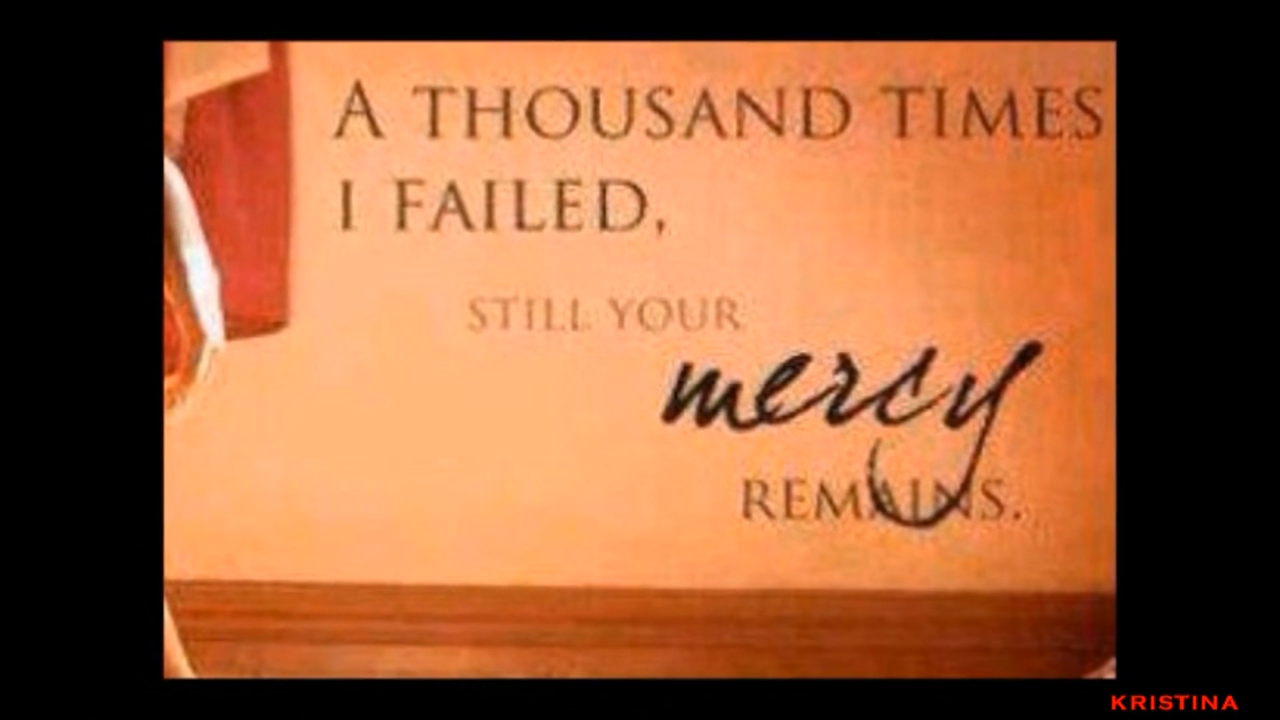 A THOUSAND TIMES
I FAILED,
STILL YOUR
mercy
REMAINS.
KRISTINA